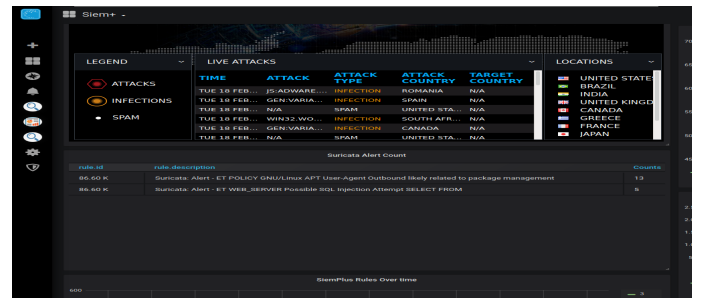 Siem+
LEGEND
LIVE ATTACKS
LOCATIONS
ATTACKS
INFECTIONS
SPAM
TIME ATTACK ATTACK TYPE ATTACK COUNTRY TARGET COUNTRY
TUE 18 FEB... JS:ADWARE.... INFECTION ROMANIA N/A
TUE 18 FEB... GEN:VARIA... INFECTION SPAIN N/A
TUE 18 FEB... N/A SPAM UNITED STA... N/A
TUE 18 FEB... WIN32.WO... INFECTION SOUTH AFR... N/A
TUE 18 FEB... GEN:VARIA... INFECTION CANADA N/A
TUE 18 FEB... N/A SPAM UNITED STA... N/A
UNITED STATES
BRAZIL
INDIA
UNITED KINGD
CANADA
GREECE
FRANCE
JAPAN
Suricata Alert Count
rule.id rule.description Counts
86.60 K Suricata: Alert - ET POLICY GNU/Linux APT User-Agent Outbound likely related to package management 13
86.60 K Suricata: Alert - ET WEB_SERVER Possible SQL Injection Attempt SELECT FROM 5
SiemPlus Rules Over time
600
3